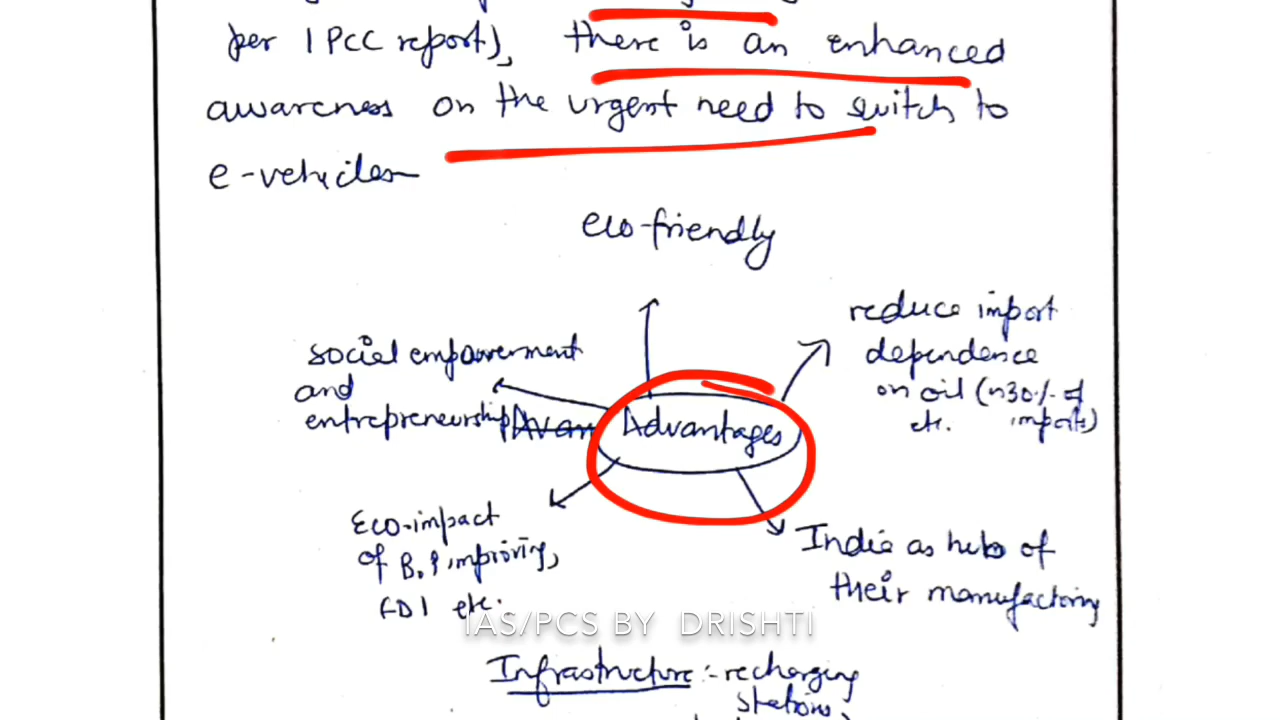 per IPCC report), there is an enhanced
awareness on the urgent need to switch to
e-vehicles
eco-friendly
reduce import
dependence
on oil (~30% of
etc. imports)
social empowerment
and
entrepreneurship
Advantages
Eco-impact
of B.P improving,
FDI etc.
India as hub of
their manufacturing
IAS/PCS BY DRISHTI
Infrastructure :- recharging
stations,